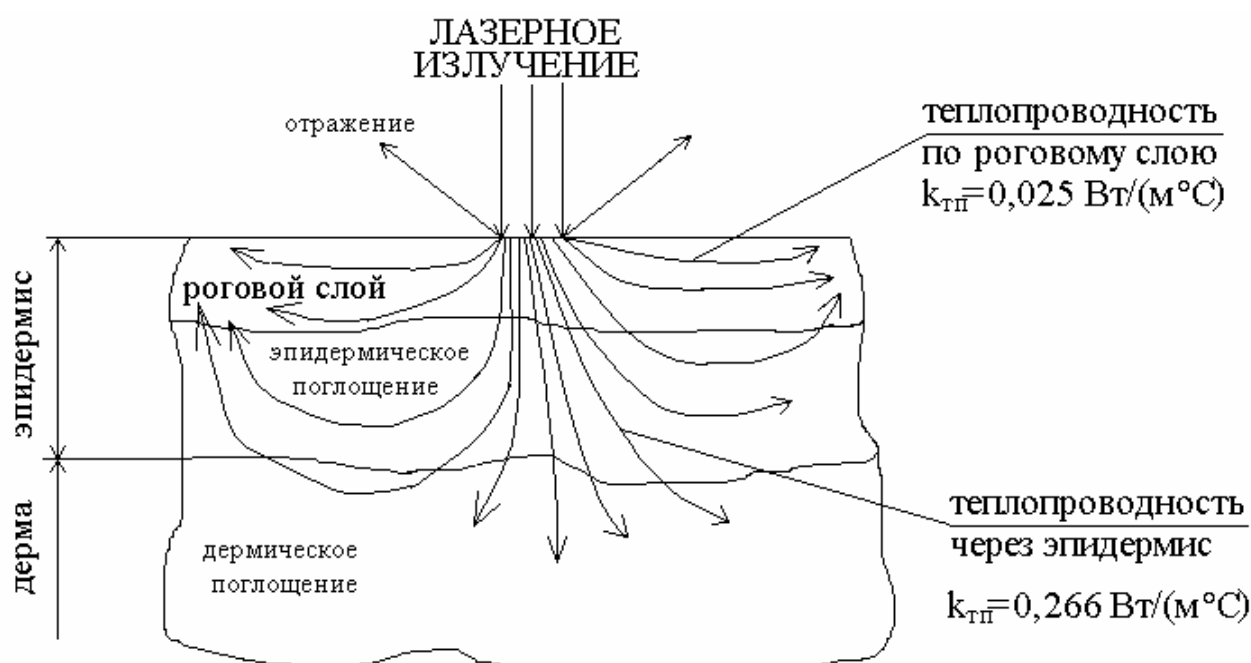 ЛАЗЕРНОЕ
ИЗЛУЧЕНИЕ
отражение
теплопроводность
по роговому слою
kтп=0,025 Вт/(м°С)
роговой слой
эпидермическое
поглощение
эпидермис
дерма
дермическое
поглощение
теплопроводность
через эпидермис
kтп=0,266 Вт/(м°С)